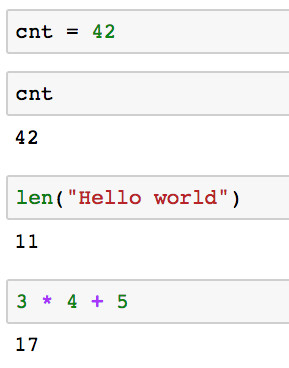 cnt = 42
cnt
42
len("Hello world")
11
3 * 4 + 5
17